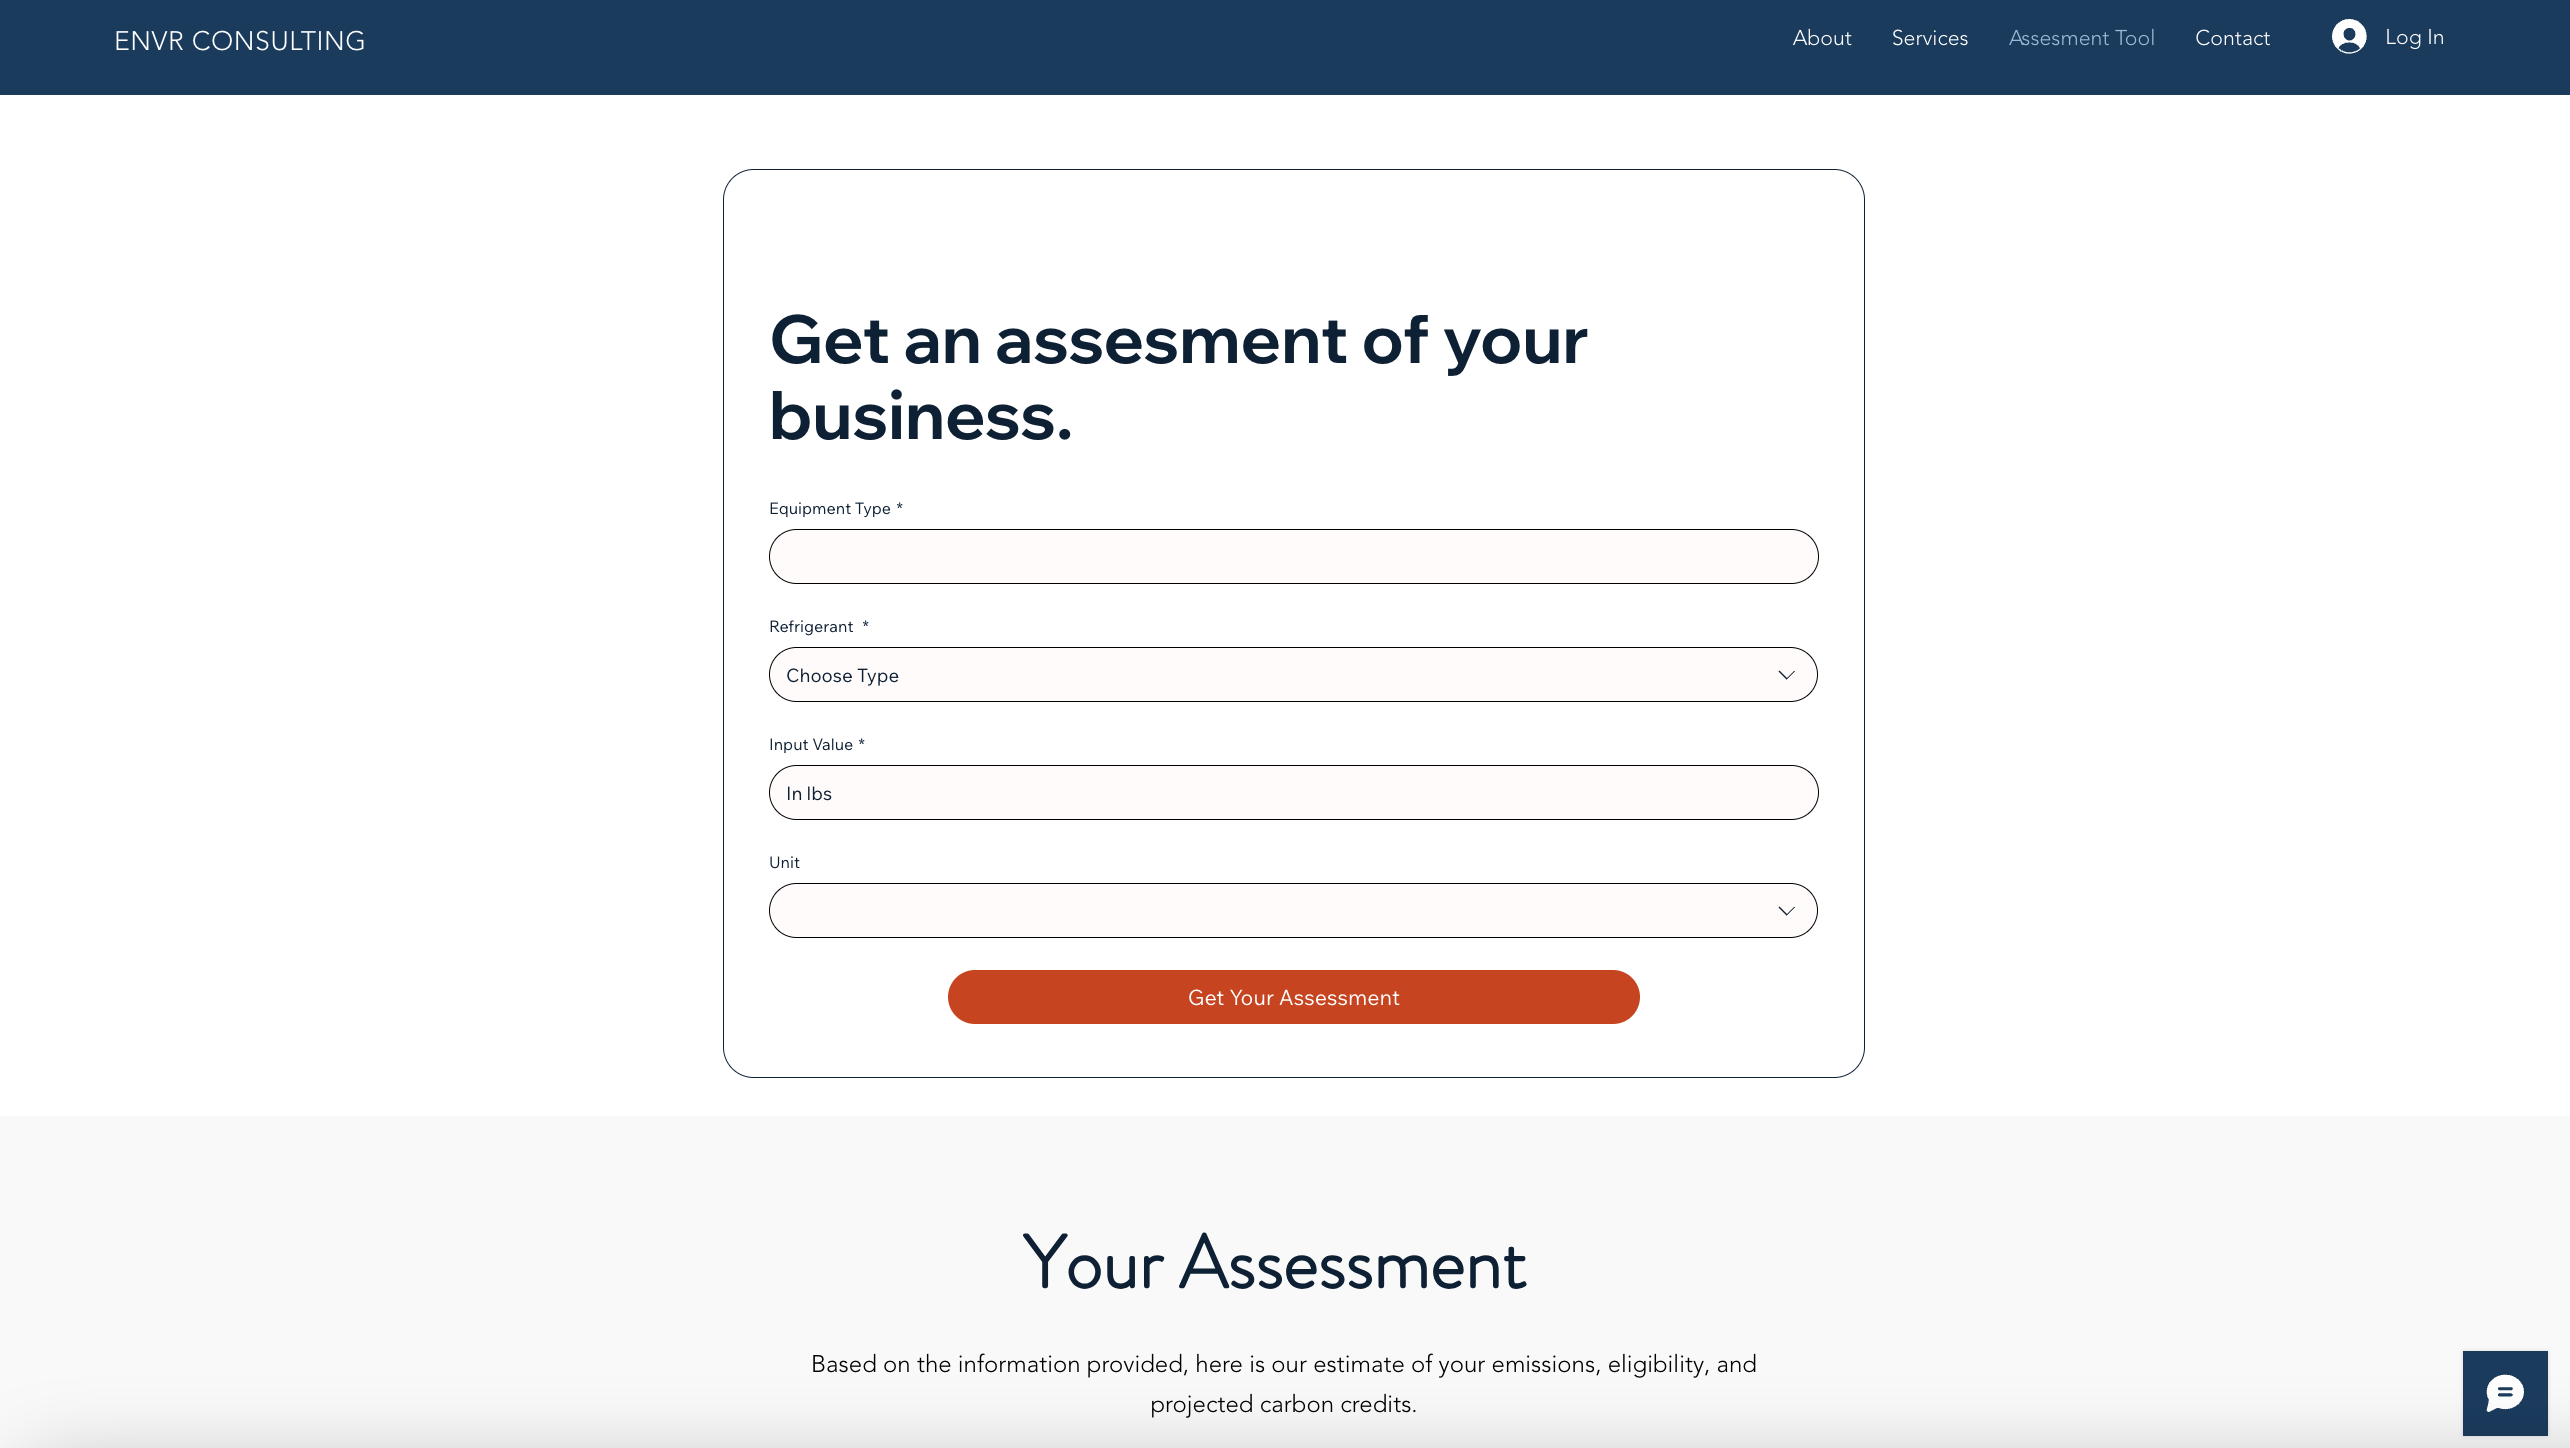 ENVR CONSULTING
About Services Assesment Tool Contact Log In
Get an assesment of your
business.
Equipment Type *
Refrigerant *
Choose Type
Input Value *
In lbs
Unit
Get Your Assessment
Your Assessment
Based on the information provided, here is our estimate of your emissions, eligibility, and
projected carbon credits.